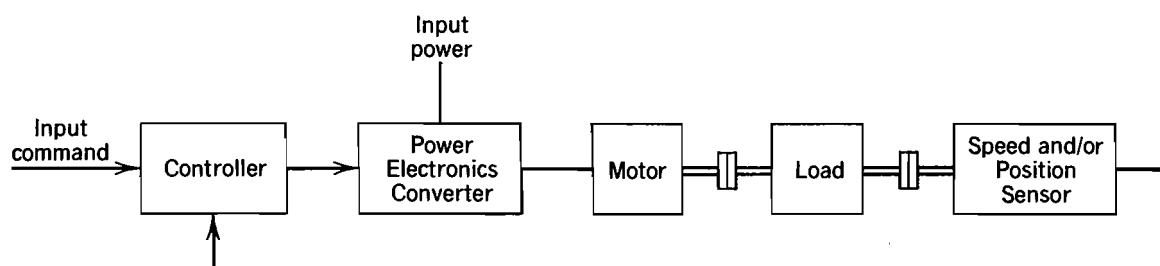 Input
power
Input
command
Controller
Power
Electronics
Converter
Motor
Load
Speed and/or
Position
Sensor